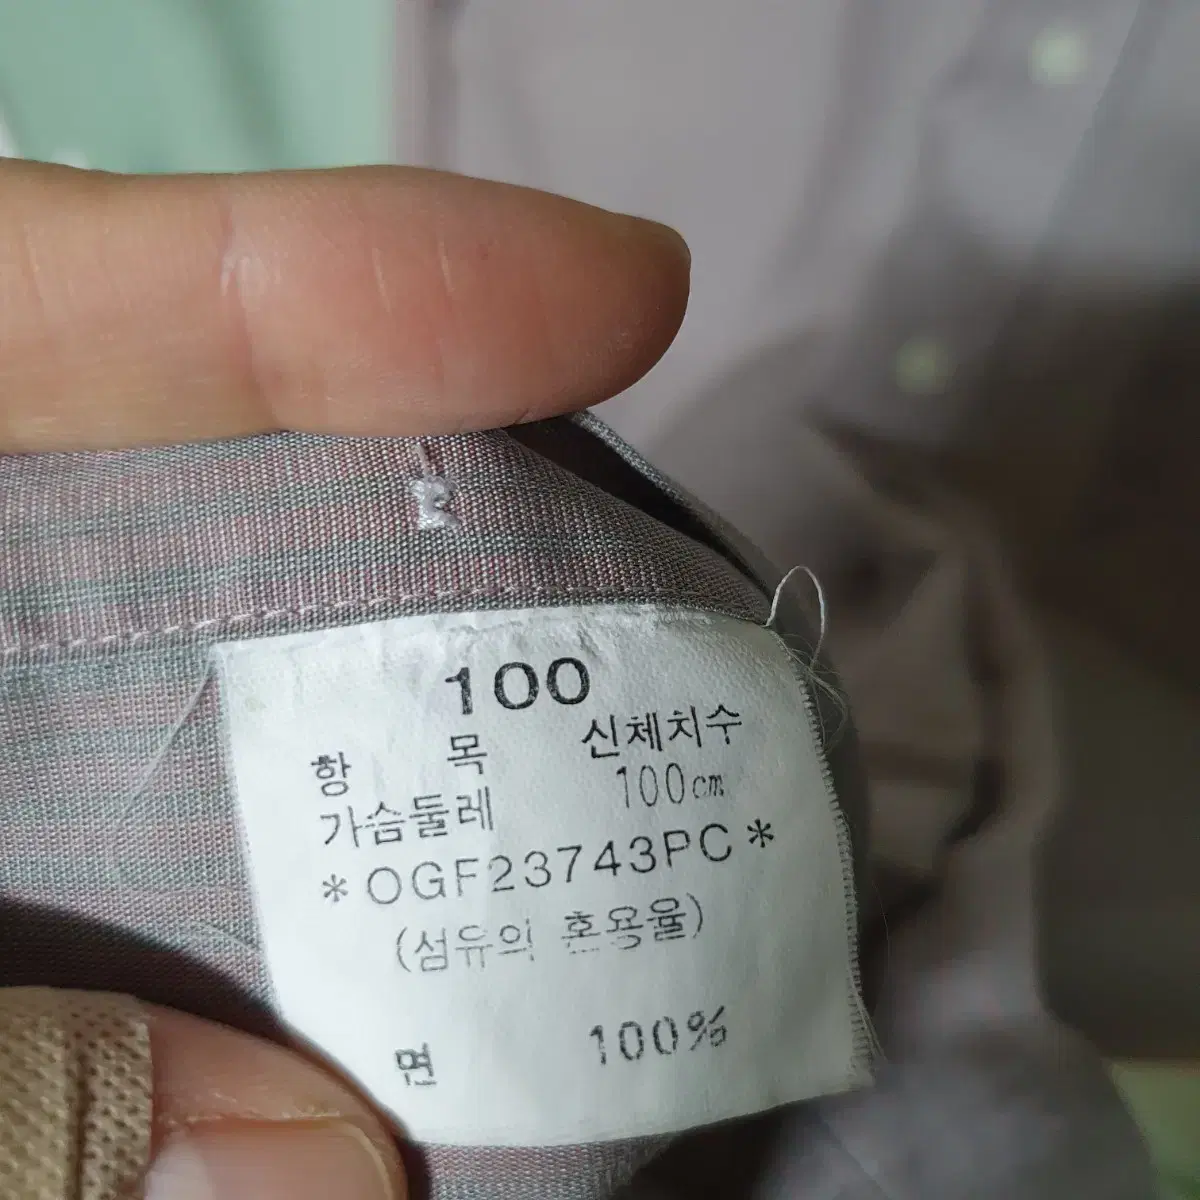 100
항 목 신체치수
가슴둘레 100cm
*OGF23743PC*
(섬유의 혼용율)
면 100%